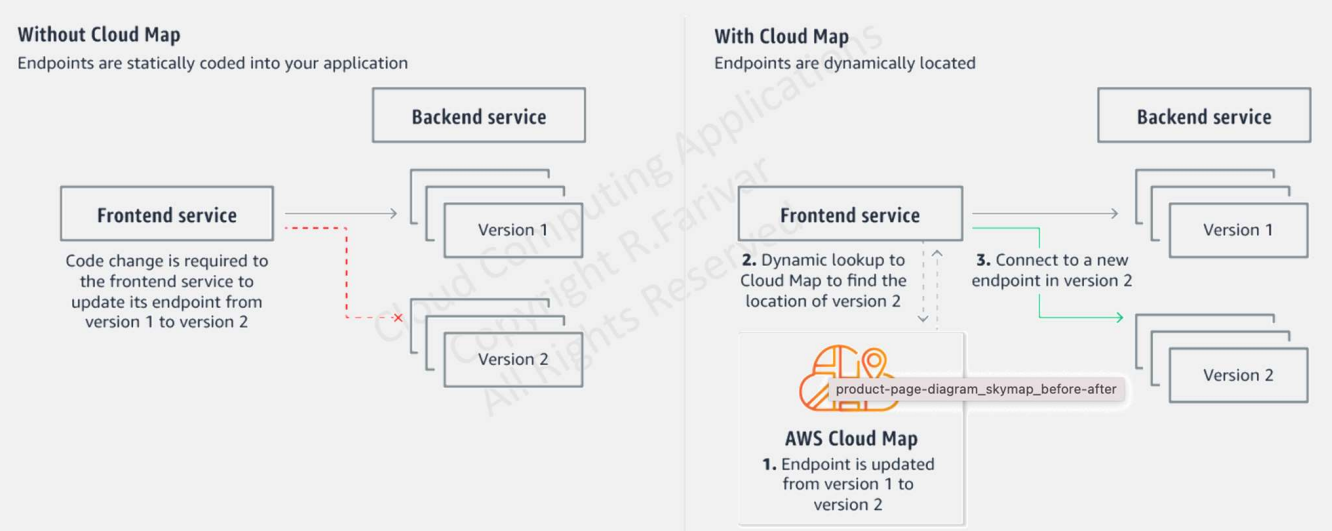 Without Cloud Map
Endpoints are statically coded into your application
Backend service
Frontend service
Code change is required to
the frontend service to
update its endpoint from
version 1 to version 2
Version 1
Version 2
With Cloud Map
Endpoints are dynamically located
Backend service
Frontend service
2. Dynamic lookup to
Cloud Map to find the
location of version 2
3. Connect to a new
endpoint in version 2
Version 1
Version 2
product-page-diagram_skymap_before-after
AWS Cloud Map
1. Endpoint is updated
from version 1 to
version 2
Cloud Computing Applications
Copyright R.Farivar
All Rights Reserved